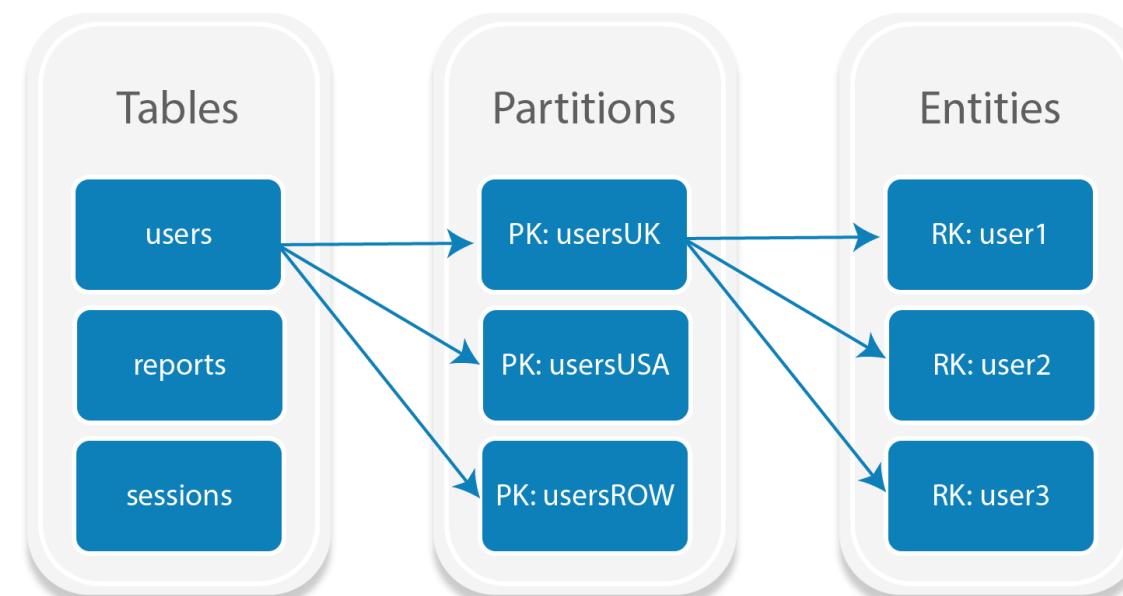 Tables
users
reports
sessions
Partitions
PK: usersUK
PK: usersUSA
PK: usersROW
Entities
RK: user1
RK: user2
RK: user3